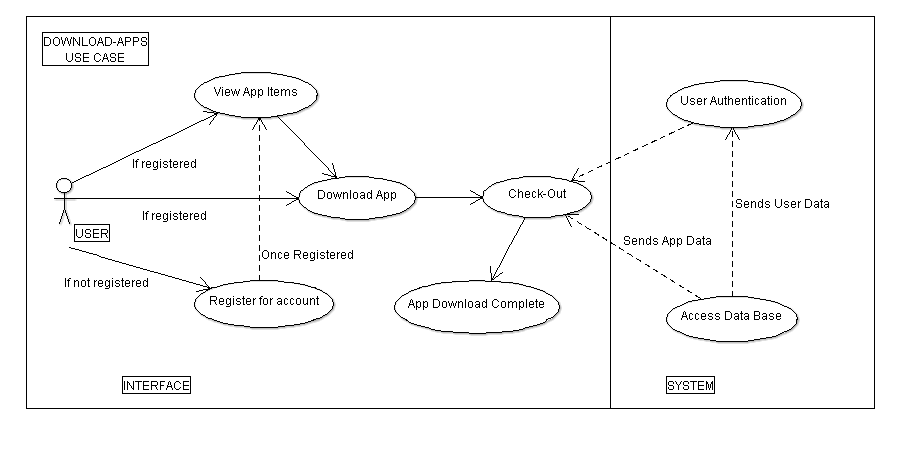 DOWNLOAD-APPS
USE CASE
View App Items
User Authentication
If registered
Download App
Check-Out
If registered
Sends User Data
USER
Sends App Data
Once Registered
If not registered
Register for account
App Download Complete
Access Data Base
INTERFACE
SYSTEM